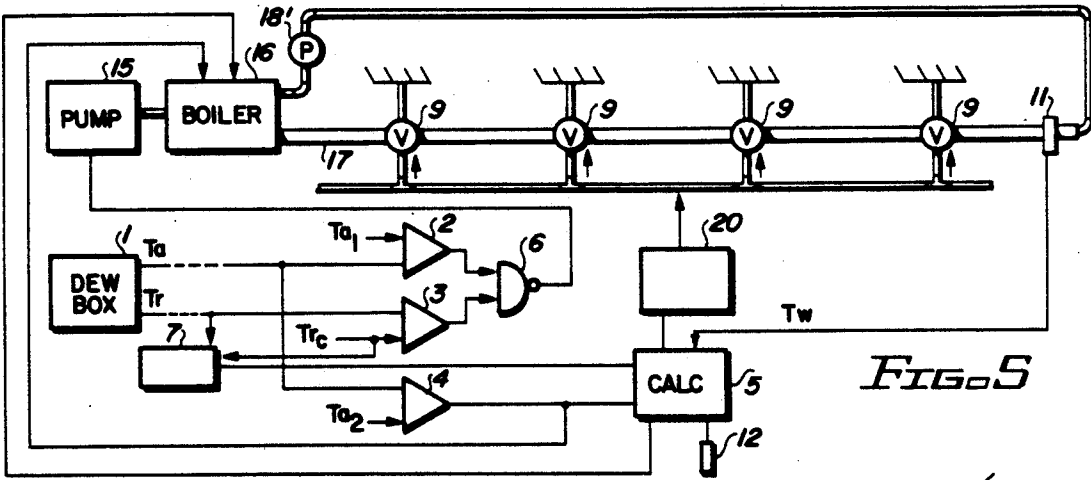 18'
P
15
16
PUMP
BOILER
17
9
9
9
9
V
V
V
V
11
1
Ta
Tr
DEW
BOX
Ta1
2
6
3
Trc
7
4
Ta2
20
Tw
CALC
5
12
FIG. 5